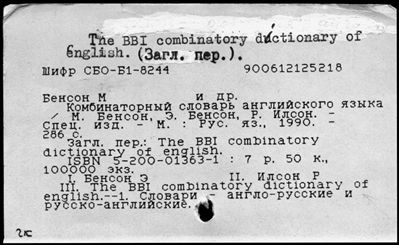 The BBI combinatory dictionary of
english. (Загл. пер.).
Шифр СБО-Б1-8244 900612125218
Бенсон М и др.
Комбинаторный словарь английского языка
/ М. Бенсон, Э. Бенсон, Р. Илсон. -
Спец. изд. - М. : Рус. яз., 1990. -
286 с.
Загл. пер.: The BBI combinatory
dictionary of english.
ISBN 5-200-01363-1 : 7 р. 50 к.,
100000 экз.
I. Бенсон Э II. Илсон Р
III. The BBI combinatory dictionary of
english.--1. Словари - англо-русские и
русско-английские.